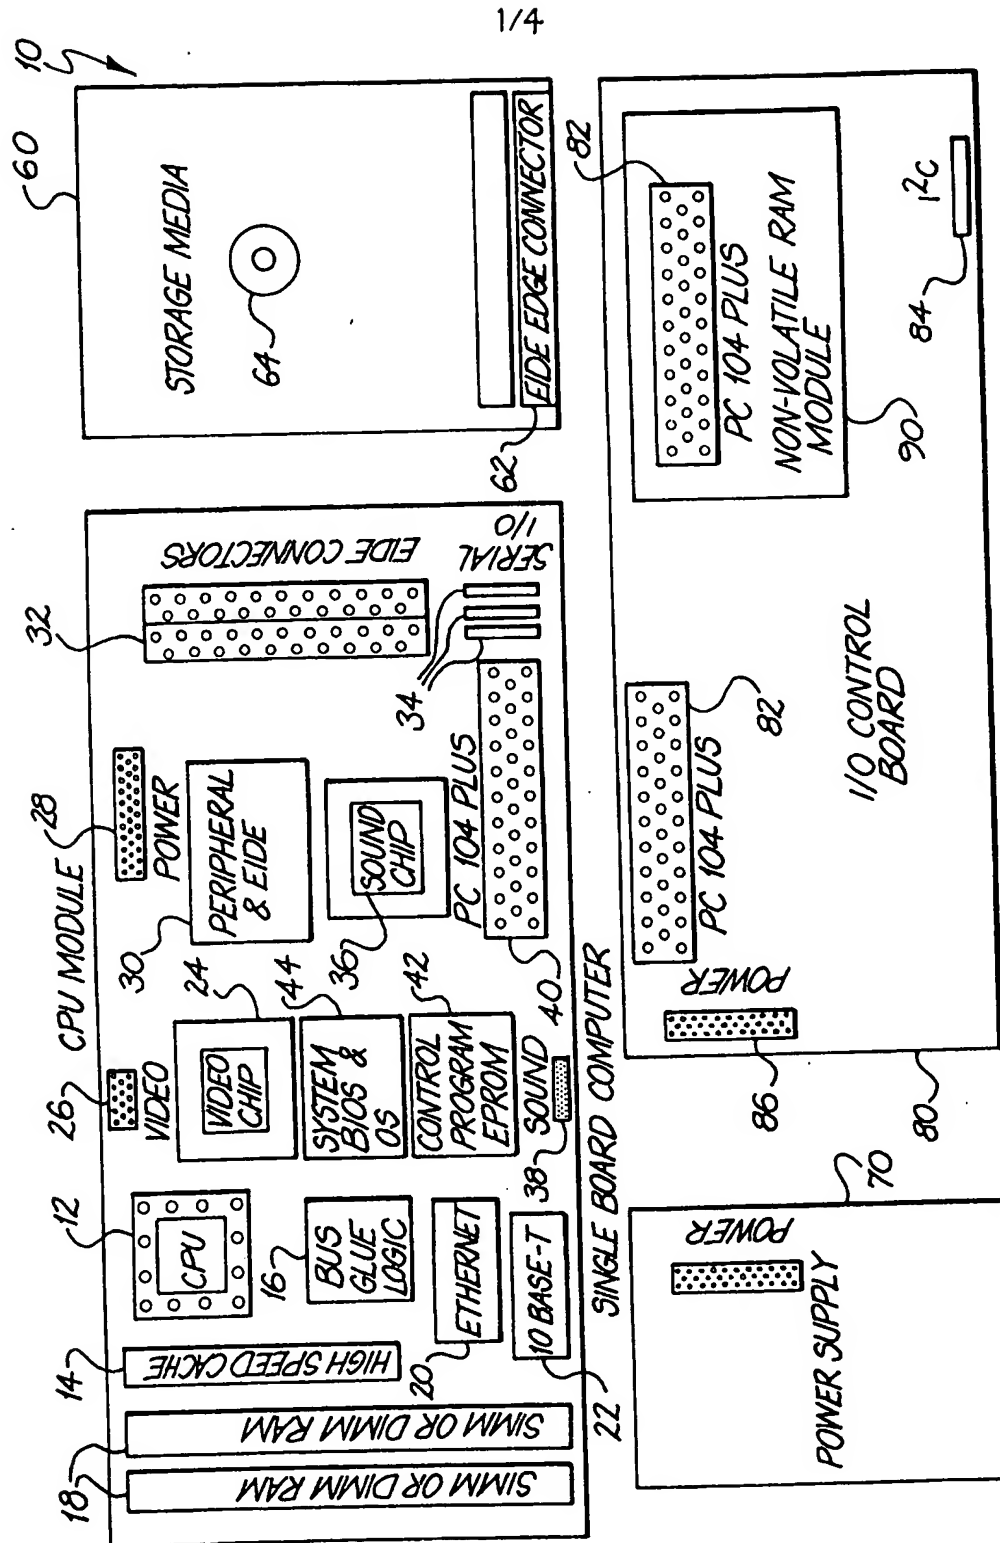 1/4
10
60
STORAGE MEDIA
64
EIDE EDGE CONNECTOR
62
CPU MODULE
18
SIMM OR DIMM RAM
SIMM OR DIMM RAM
14
HIGH SPEED CACHE
12
CPU
16
BUS
GLUE
LOGIC
20
ETHERNET
22
10 BASE-T
26
VIDEO
24
VIDEO
CHIP
44
SYSTEM
BIOS &
OS
42
CONTROL
PROGRAM
EPROM
38
SOUND
28
POWER
30
PERIPHERAL
& EIDE
36
SOUND
CHIP
40
PC 104 PLUS
32
EIDE CONNECTORS
34
SERIAL
I/O
SINGLE BOARD COMPUTER
70
POWER
POWER SUPPLY
80
86
POWER
82
PC 104 PLUS
I/O CONTROL
BOARD
82
PC 104 PLUS
NON-VOLATILE RAM
MODULE
90
84
I2C